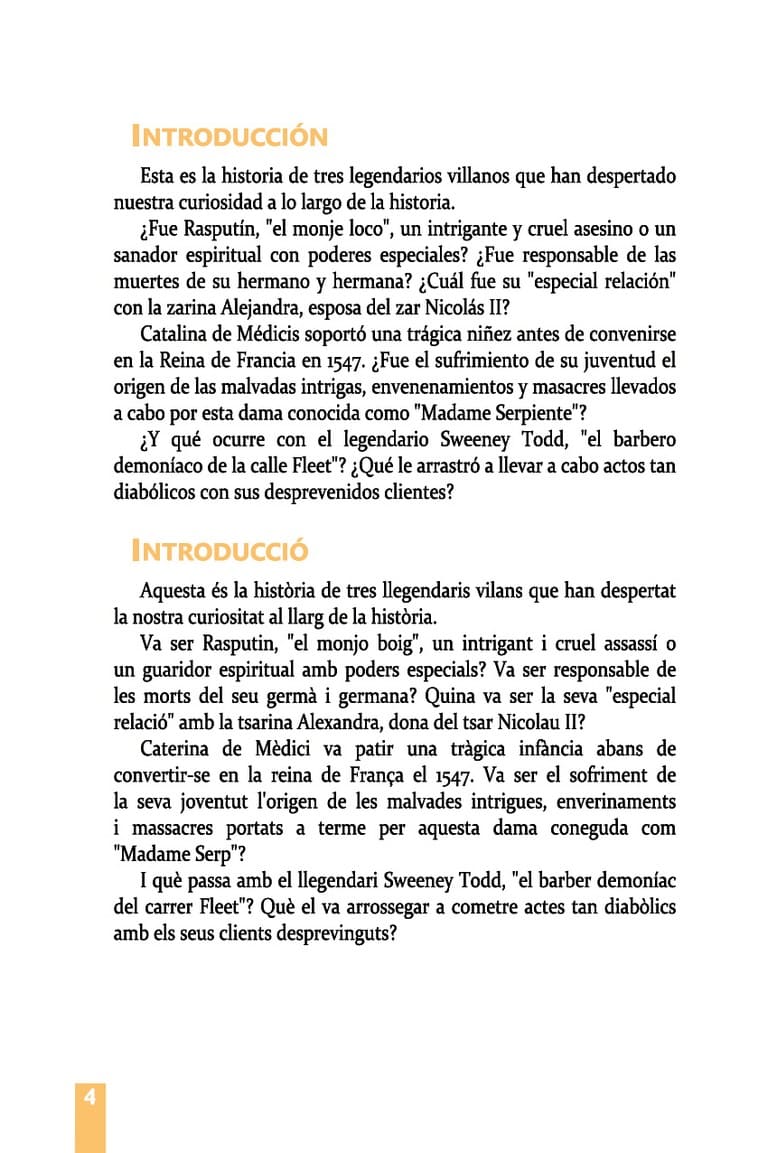 INTRODUCCIÓN
Esta es la historia de tres legendarios villanos que han despertado
nuestra curiosidad a lo largo de la historia.
¿Fue Rasputín, "el monje loco", un intrigante y cruel asesino o un
sanador espiritual con poderes especiales? ¿Fue responsable de las
muertes de su hermano y hermana? ¿Cuál fue su "especial relación"
con la zarina Alejandra, esposa del zar Nicolás II?
Catalina de Médicis soportó una trágica niñez antes de convenirse
en la Reina de Francia en 1547. ¿Fue el sufrimiento de su juventud el
origen de las malvadas intrigas, envenenamientos y masacres llevados
a cabo por esta dama conocida como "Madame Serpiente"?
¿Y qué ocurre con el legendario Sweeney Todd, "el barbero
demoníaco de la calle Fleet"? ¿Qué le arrastró a llevar a cabo actos tan
diabólicos con sus desprevenidos clientes?
INTRODUCCIÓ
Aquesta és la història de tres llegendaris vilans que han despertat
la nostra curiositat al llarg de la història.
Va ser Rasputin, "el monjo boig", un intrigant i cruel assassí o
un guaridor espiritual amb poders especials? Va ser responsable de
les morts del seu germà i germana? Quina va ser la seva "especial
relació" amb la tsarina Alexandra, dona del tsar Nicolau II?
Caterina de Mèdici va patir una tràgica infància abans de
convertir-se en la reina de França el 1547. Va ser el sofriment de
la seva joventut l'origen de les malvades intrigues, enverinaments
i massacres portats a terme per aquesta dama coneguda com
"Madame Serp"?
I què passa amb el llegendari Sweeney Todd, "el barber demoníac
del carrer Fleet"? Què el va arrossegar a cometre actes tan diabòlics
amb els seus clients desprevinguts?
4